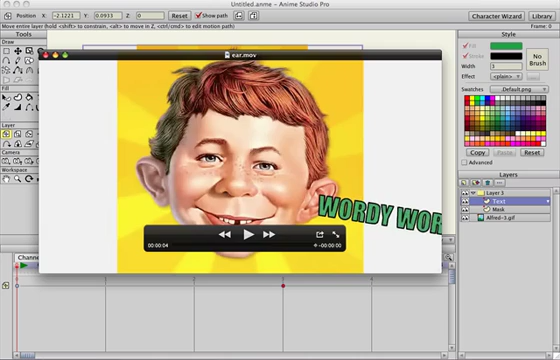 Untitled.anme - Anime Studio Pro
Position X: -2.1221 Y: 0.0933 Z: 0 Reset Show path Character Wizard Library
Move entire layer (hold <shift> to constrain, <alt> to move in Z, <ctrl/cmd> to edit motion path) Frame: 0
Tools
Draw
Fill
Layer
Camera
Workspace
ear.mov
WORDY WOR
00:00:04
Style
Fill
Stroke
Width 3
Effect <plain>
No Brush
Swatches .Default.png
Copy Paste Reset
Advanced
Layers
Layer 3
Text
Mask
Alfred-3.gif
Channe